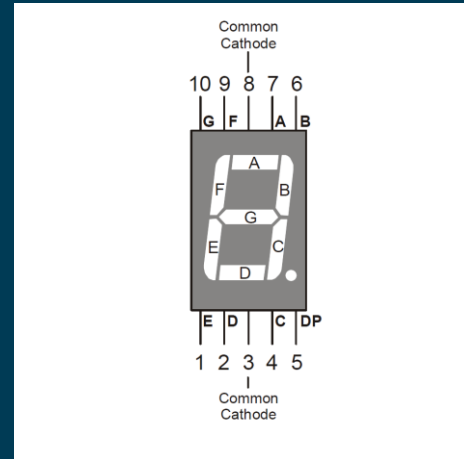 Common
Cathode
10 9 8 7 6
G F A B
A
F B
G
E C
D
E D C DP
1 2 3 4 5
Common
Cathode